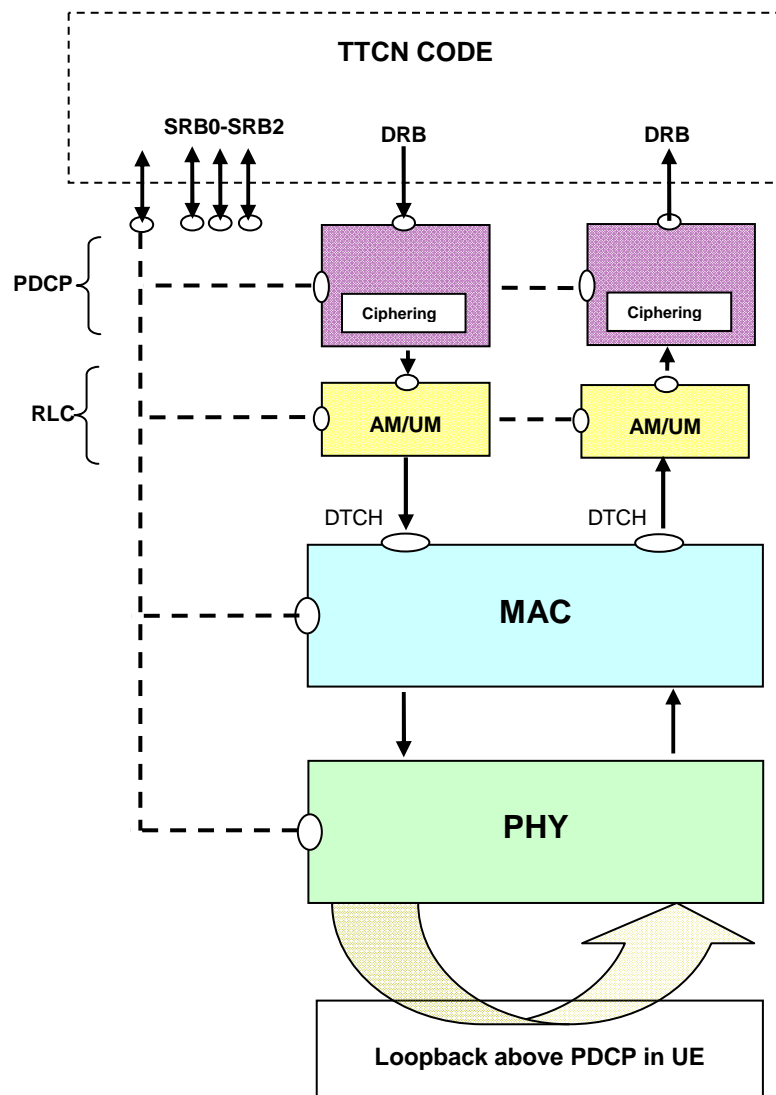 TTCN CODE
SRB0-SRB2
DRB
DRB
PDCP
Ciphering
Ciphering
RLC
AM/UM
AM/UM
DTCH
DTCH
MAC
PHY
Loopback above PDCP in UE